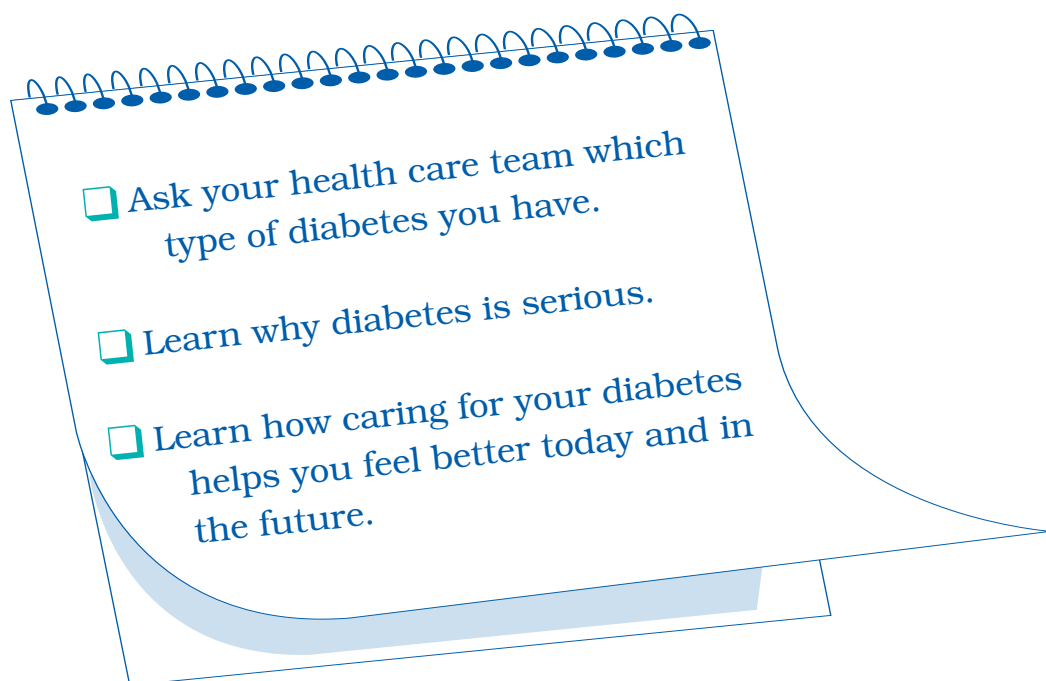 Ask your health care team which
type of diabetes you have.
Learn why diabetes is serious.
Learn how caring for your diabetes
helps you feel better today and in
the future.